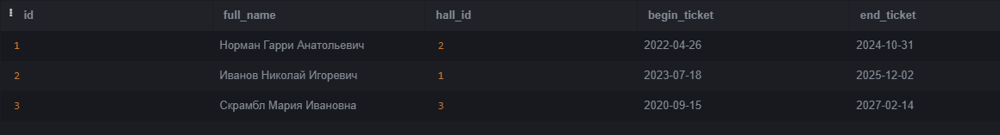 id full_name hall_id begin_ticket end_ticket
1 Норман Гарри Анатольевич 2 2022-04-26 2024-10-31
2 Иванов Николай Игоревич 1 2023-07-18 2025-12-02
3 Скрамбл Мария Ивановна 3 2020-09-15 2027-02-14